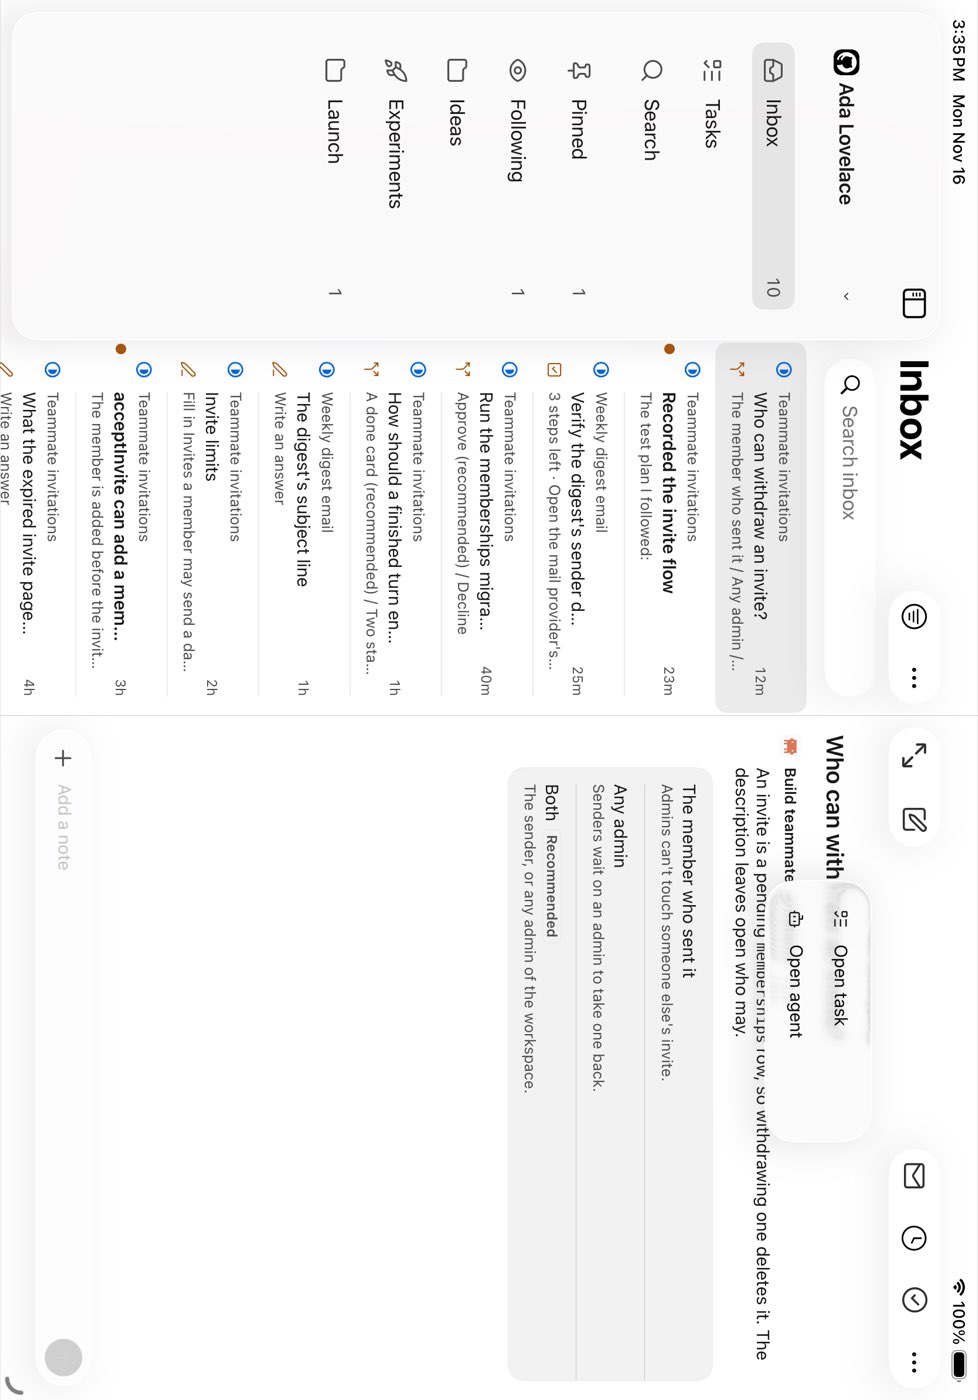 3:35 PM Mon Nov 16
100%
Ada Lovelace
Inbox 10
Tasks
Search
Pinned 1
Following 1
Ideas
Experiments
Launch 1
Inbox
Search inbox
Teammate invitations
Who can withdraw an invite? 12m
The member who sent it / Any admin /...
Teammate invitations
Recorded the invite flow 23m
The test plan I followed:
Weekly digest email
Verify the digest's sender d... 25m
3 steps left · Open the mail provider's...
Teammate invitations
Run the memberships migra... 40m
Approve (recommended) / Decline
Teammate invitations
How should a finished turn en... 1h
A done card (recommended) / Two sta...
Weekly digest email
The digest's subject line 1h
Write an answer
Teammate invitations
Invite limits 2h
Fill in Invites a member may send a da...
Teammate invitations
acceptInvite can add a mem... 3h
The member is added before the invit...
Teammate invitations
What the expired invite page... 4h
Write an answer
Who can with
Open task
Open agent
Build teammate
An invite is a pending memberships row, so withdrawing one deletes it. The
description leaves open who may.
The member who sent it
Admins can't touch someone else's invite.
Any admin
Senders wait on an admin to take one back.
Both Recommended
The sender, or any admin of the workspace.
Add a note